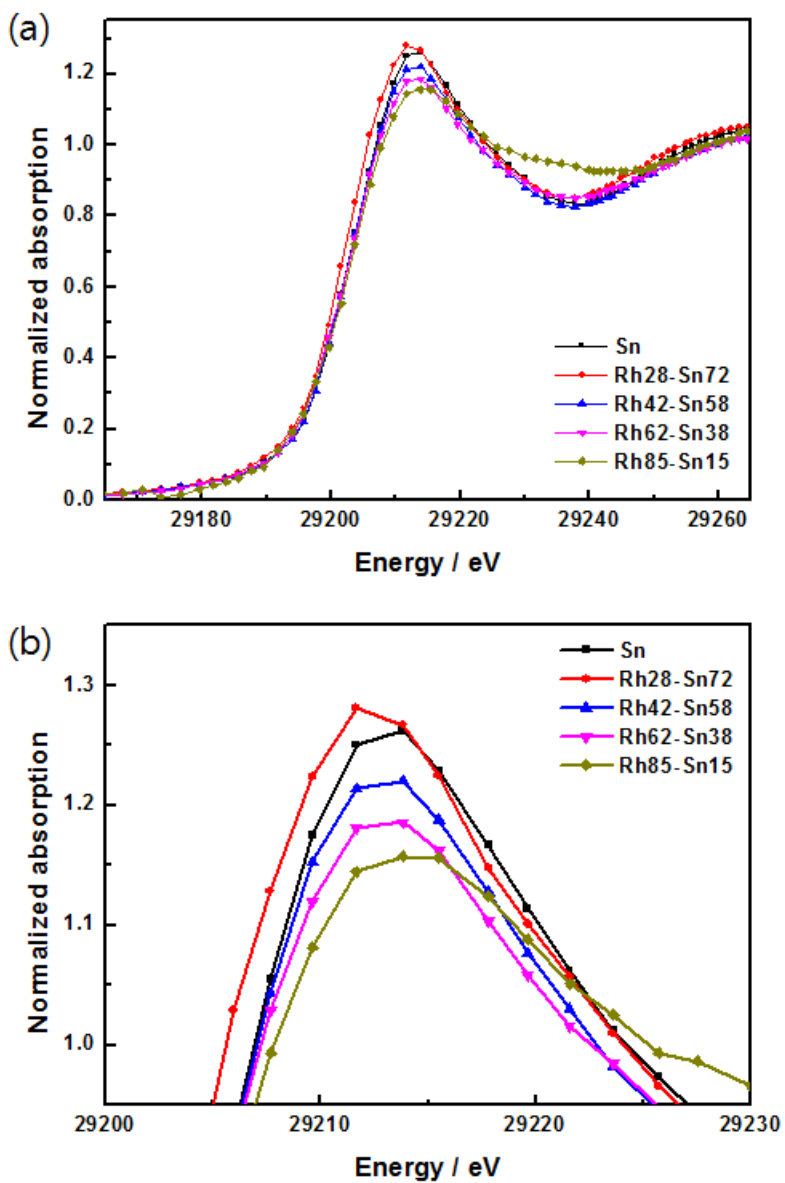 (a)
1.2
1.0
0.8
0.6
0.4
0.2
0.0
Normalized absorption
Sn
Rh28-Sn72
Rh42-Sn58
Rh62-Sn38
Rh85-Sn15
29180 29200 29220 29240 29260
Energy / eV
(b)
1.3
1.2
1.1
1.0
Normalized absorption
Sn
Rh28-Sn72
Rh42-Sn58
Rh62-Sn38
Rh85-Sn15
29200 29210 29220 29230
Energy / eV